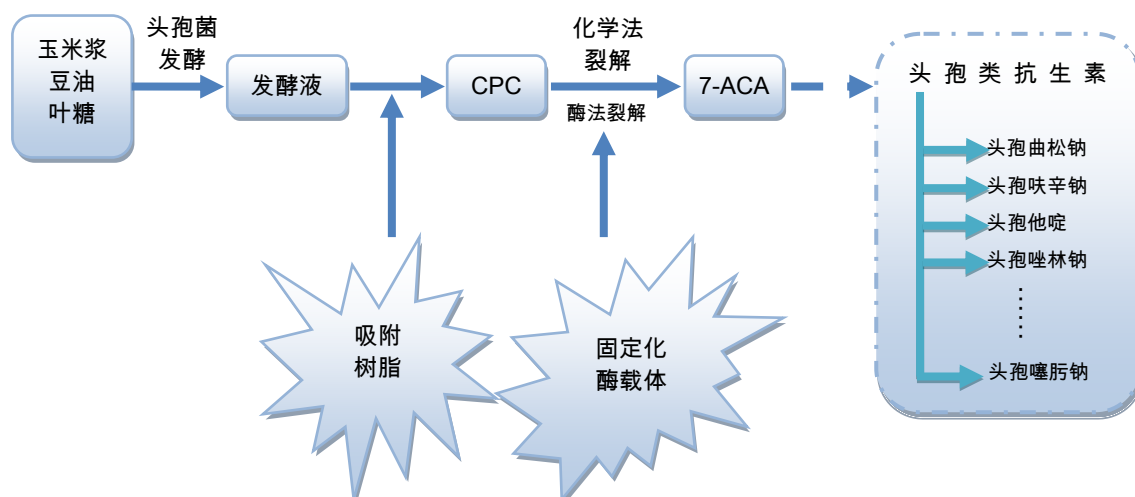 玉米浆
豆油
叶糖
头孢菌
发酵
发酵液
CPC
化学法
裂解
酶法裂解
7-ACA
头孢类抗生素
头孢曲松钠
头孢呋辛钠
头孢他啶
头孢唑林钠
头孢噻肟钠
吸附
树脂
固定化
酶载体